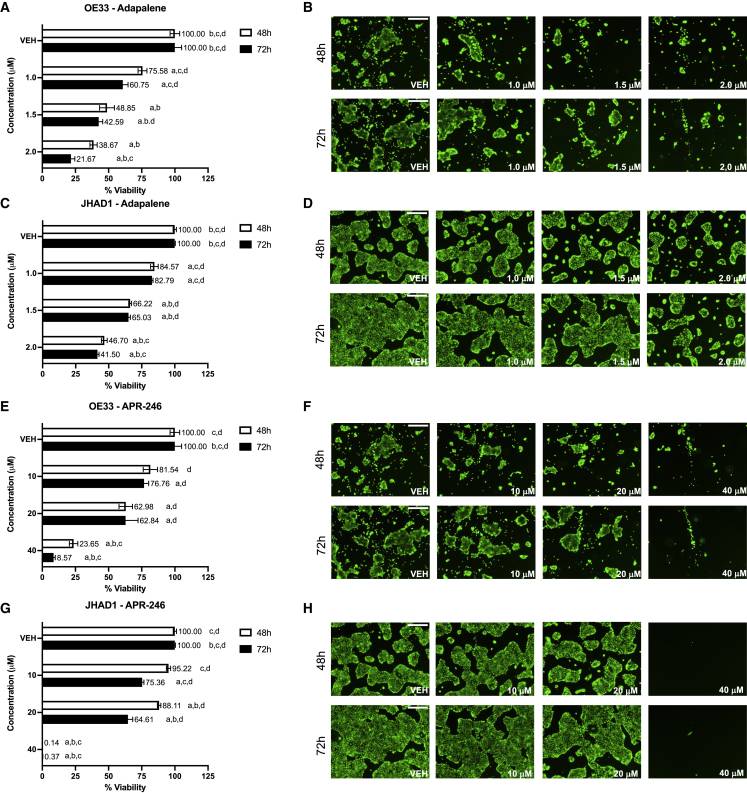 A
OE33 - Adapalene
48h
72h
Concentration (µM)
VEH
100.00 b,c,d
100.00 b,c,d
1.0
75.58 a,c,d
60.75 a,c,d
1.5
48.85 a,b
42.59 a,b,d
2.0
38.67 a,b
21.67 a,b,c
0 25 50 75 100 125
% Viability
B
48h
VEH 1.0 µM 1.5 µM 2.0 µM
72h
VEH 1.0 µM 1.5 µM 2.0 µM
C
JHAD1 - Adapalene
48h
72h
Concentration (µM)
VEH
100.00 b,c,d
100.00 b,c,d
1.0
84.57 a,c,d
82.79 a,c,d
1.5
66.22 a,b,d
65.03 a,b,d
2.0
46.70 a,b,c
41.50 a,b,c
0 25 50 75 100 125
% Viability
D
48h
VEH 1.0 µM 1.5 µM 2.0 µM
72h
VEH 1.0 µM 1.5 µM 2.0 µM
E
OE33 - APR-246
48h
72h
Concentration (µM)
VEH
100.00 c,d
100.00 b,c,d
10
81.54 d
76.76 a,d
20
62.98 a,d
62.84 a,d
40
23.65 a,b,c
8.57 a,b,c
0 25 50 75 100 125
% Viability
F
48h
VEH 10 µM 20 µM 40 µM
72h
VEH 10 µM 20 µM 40 µM
G
JHAD1 - APR-246
48h
72h
Concentration (µM)
VEH
100.00 c,d
100.00 b,c,d
10
95.22 c,d
75.36 a,c,d
20
88.11 a,b,d
64.61 a,b,d
40
0.14 a,b,c
0.37 a,b,c
0 25 50 75 100 125
% Viability
H
48h
VEH 10 µM 20 µM 40 µM
72h
VEH 10 µM 20 µM 40 µM